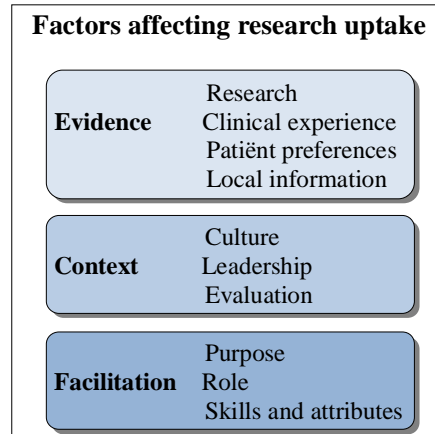 Factors affecting research uptake
Research
Evidence Clinical experience
Patiënt preferences
Local information
Culture
Context Leadership
Evaluation
Purpose
Facilitation Role
Skills and attributes